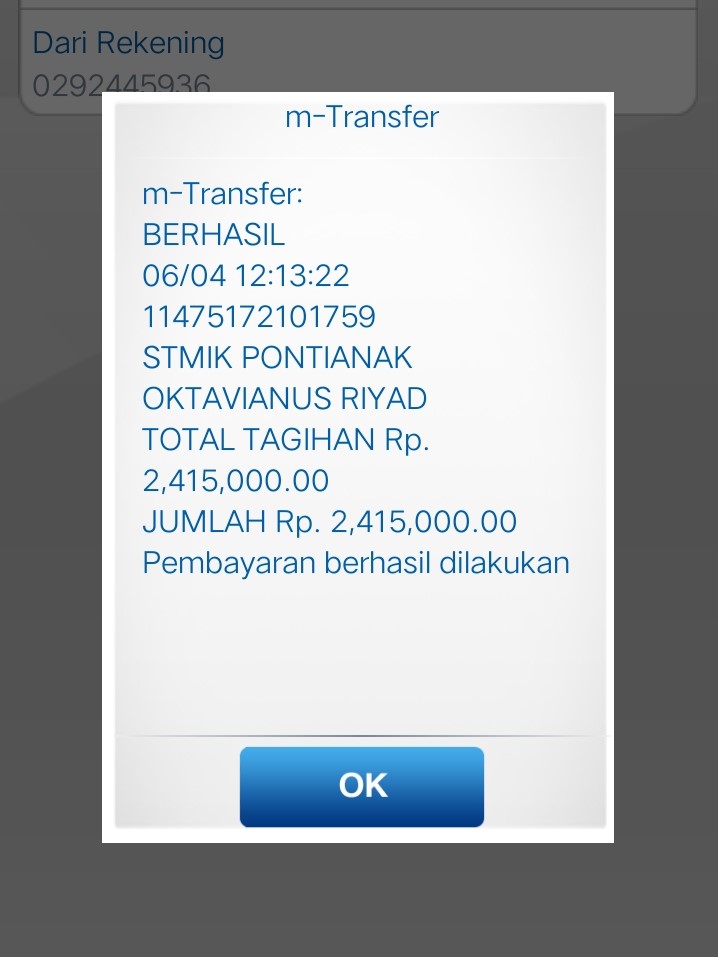 Dari Rekening
0292445936
m-Transfer
m-Transfer:
BERHASIL
06/04 12:13:22
11475172101759
STMIK PONTIANAK
OKTAVIANUS RIYAD
TOTAL TAGIHAN Rp.
2,415,000.00
JUMLAH Rp. 2,415,000.00
Pembayaran berhasil dilakukan
OK